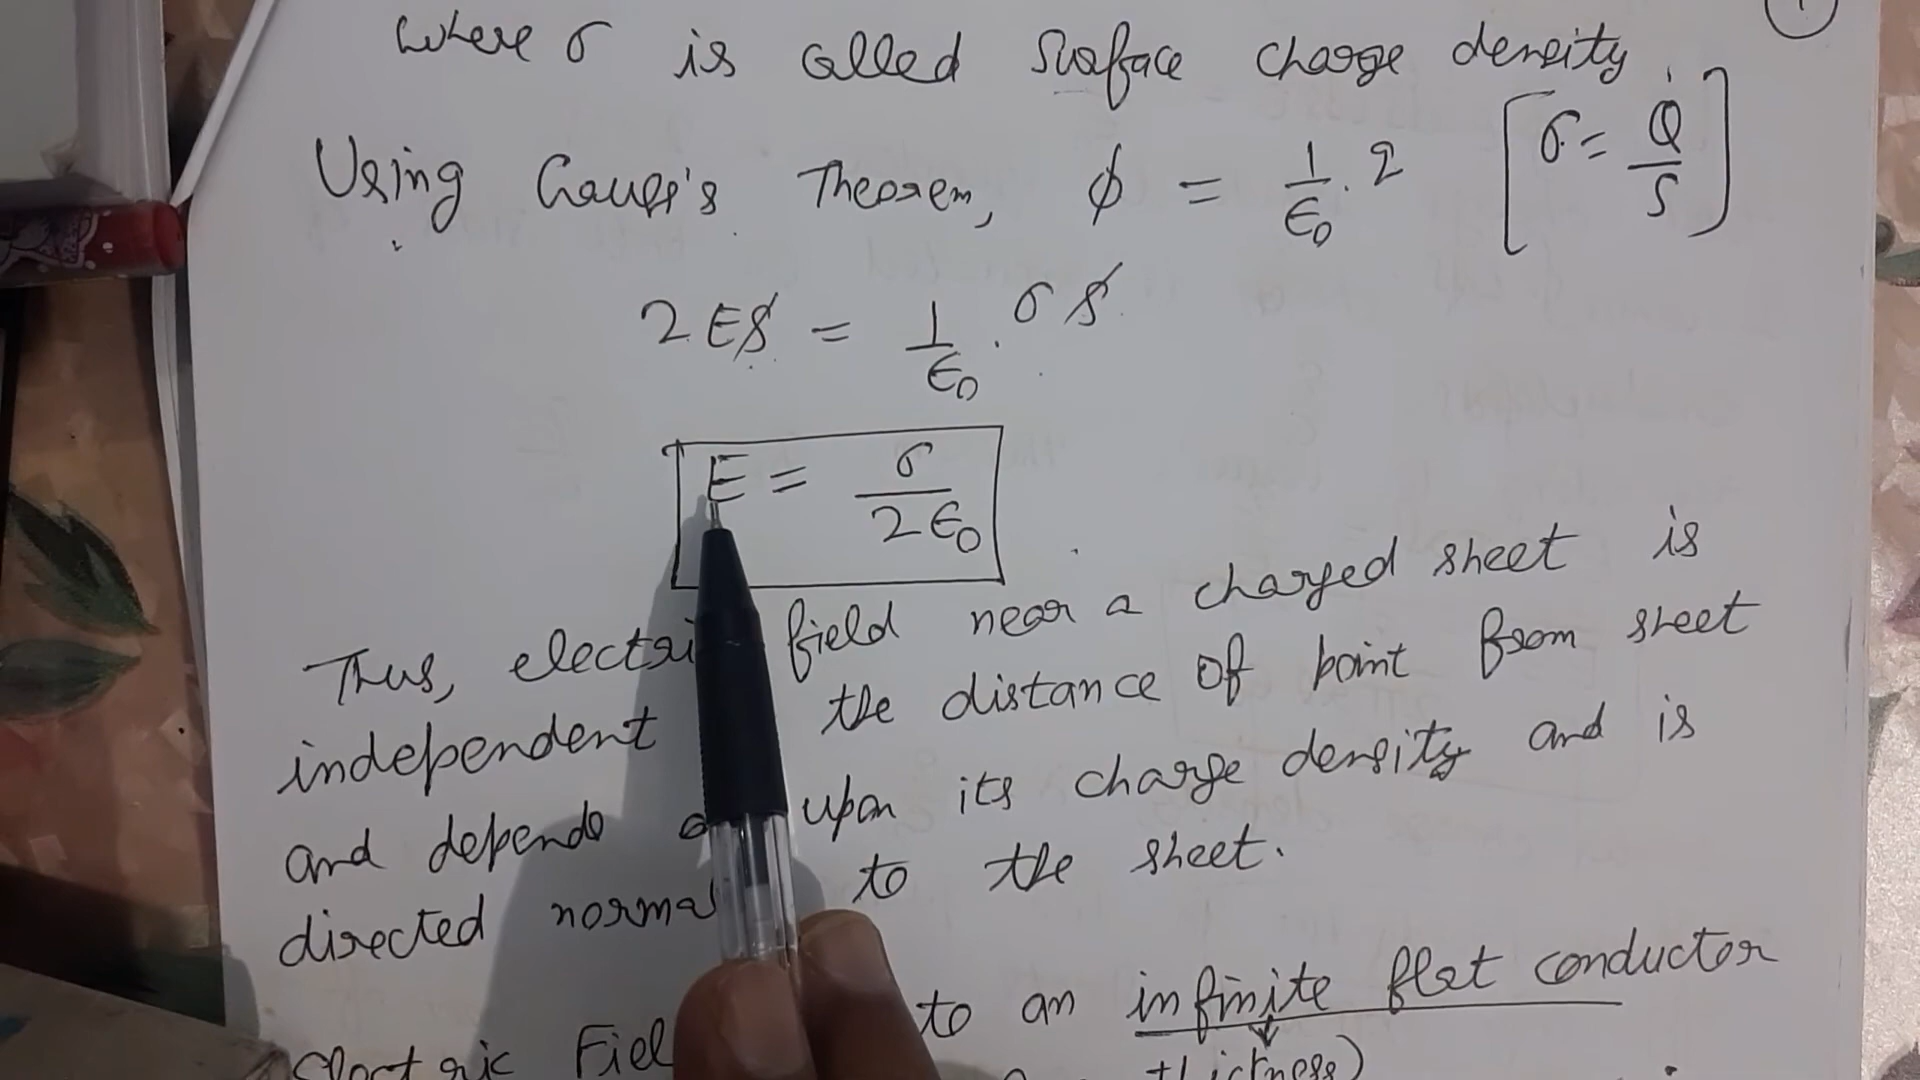 where σ is called Surface charge density.
Using Gauss's Theorem, ϕ = 1/ϵ0 . q [σ = Q/S]
2ES = 1/ϵ0 . σS
E = σ/2ϵ0
Thus, electri field near a charged sheet is
independent the distance of point from sheet
and depends upon its charge density and is
directed normal to the sheet.
Electric Fiel to an infinite flat conductor
thickness)